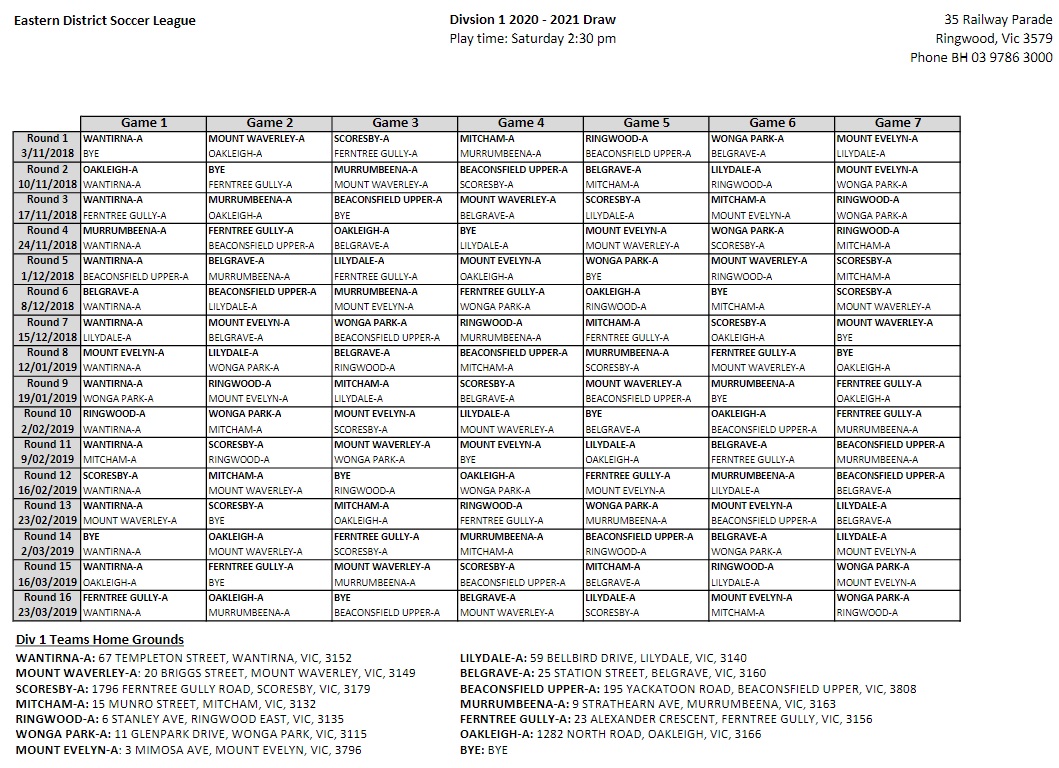 Eastern District Soccer League
Divsion 1 2020 - 2021 Draw
35 Railway Parade
Play time: Saturday 2:30 pm
Ringwood, Vic 3579
Phone BH 03 9786 3000
Game 1 Game 2 Game 3 Game 4 Game 5 Game 6 Game 7
Round 1 WANTIRNA-A MOUNT WAVERLEY-A SCORESBY-A MITCHAM-A RINGWOOD-A WONGA PARK-A MOUNT EVELYN-A
3/11/2018 BYE OAKLEIGH-A FERNTREE GULLY-A MURRUMBEENA-A BEACONSFIELD UPPER-A BELGRAVE-A LILYDALE-A
Round 2 OAKLEIGH-A BYE MURRUMBEENA-A BEACONSFIELD UPPER-A BELGRAVE-A LILYDALE-A MOUNT EVELYN-A
10/11/2018 WANTIRNA-A FERNTREE GULLY-A MOUNT WAVERLEY-A SCORESBY-A MITCHAM-A RINGWOOD-A WONGA PARK-A
Round 3 WANTIRNA-A MURRUMBEENA-A BEACONSFIELD UPPER-A MOUNT WAVERLEY-A SCORESBY-A MITCHAM-A RINGWOOD-A
17/11/2018 FERNTREE GULLY-A OAKLEIGH-A BYE BELGRAVE-A LILYDALE-A MOUNT EVELYN-A WONGA PARK-A
Round 4 MURRUMBEENA-A FERNTREE GULLY-A OAKLEIGH-A BYE MOUNT EVELYN-A WONGA PARK-A RINGWOOD-A
24/11/2018 WANTIRNA-A BEACONSFIELD UPPER-A BELGRAVE-A LILYDALE-A MOUNT WAVERLEY-A SCORESBY-A MITCHAM-A
Round 5 WANTIRNA-A BELGRAVE-A LILYDALE-A MOUNT EVELYN-A WONGA PARK-A MOUNT WAVERLEY-A SCORESBY-A
1/12/2018 BEACONSFIELD UPPER-A MURRUMBEENA-A FERNTREE GULLY-A OAKLEIGH-A BYE RINGWOOD-A MITCHAM-A
Round 6 BELGRAVE-A BEACONSFIELD UPPER-A MURRUMBEENA-A FERNTREE GULLY-A OAKLEIGH-A BYE SCORESBY-A
8/12/2018 WANTIRNA-A LILYDALE-A MOUNT EVELYN-A WONGA PARK-A RINGWOOD-A MITCHAM-A MOUNT WAVERLEY-A
Round 7 WANTIRNA-A MOUNT EVELYN-A WONGA PARK-A RINGWOOD-A MITCHAM-A SCORESBY-A MOUNT WAVERLEY-A
15/12/2018 LILYDALE-A BELGRAVE-A BEACONSFIELD UPPER-A MURRUMBEENA-A FERNTREE GULLY-A OAKLEIGH-A BYE
Round 8 MOUNT EVELYN-A LILYDALE-A BELGRAVE-A BEACONSFIELD UPPER-A MURRUMBEENA-A FERNTREE GULLY-A BYE
12/01/2019 WANTIRNA-A WONGA PARK-A RINGWOOD-A MITCHAM-A SCORESBY-A MOUNT WAVERLEY-A OAKLEIGH-A
Round 9 WANTIRNA-A RINGWOOD-A MITCHAM-A SCORESBY-A MOUNT WAVERLEY-A MURRUMBEENA-A FERNTREE GULLY-A
19/01/2019 WONGA PARK-A MOUNT EVELYN-A LILYDALE-A BELGRAVE-A BEACONSFIELD UPPER-A BYE OAKLEIGH-A
Round 10 RINGWOOD-A WONGA PARK-A MOUNT EVELYN-A LILYDALE-A BYE OAKLEIGH-A FERNTREE GULLY-A
2/02/2019 WANTIRNA-A MITCHAM-A SCORESBY-A MOUNT WAVERLEY-A BELGRAVE-A BEACONSFIELD UPPER-A MURRUMBEENA-A
Round 11 WANTIRNA-A SCORESBY-A MOUNT WAVERLEY-A MOUNT EVELYN-A LILYDALE-A BELGRAVE-A BEACONSFIELD UPPER-A
9/02/2019 MITCHAM-A RINGWOOD-A WONGA PARK-A BYE OAKLEIGH-A FERNTREE GULLY-A MURRUMBEENA-A
Round 12 SCORESBY-A MITCHAM-A BYE OAKLEIGH-A FERNTREE GULLY-A MURRUMBEENA-A BEACONSFIELD UPPER-A
16/02/2019 WANTIRNA-A MOUNT WAVERLEY-A RINGWOOD-A WONGA PARK-A MOUNT EVELYN-A LILYDALE-A BELGRAVE-A
Round 13 WANTIRNA-A SCORESBY-A MITCHAM-A RINGWOOD-A WONGA PARK-A MOUNT EVELYN-A LILYDALE-A
23/02/2019 MOUNT WAVERLEY-A BYE OAKLEIGH-A FERNTREE GULLY-A MURRUMBEENA-A BEACONSFIELD UPPER-A BELGRAVE-A
Round 14 BYE OAKLEIGH-A FERNTREE GULLY-A MURRUMBEENA-A BEACONSFIELD UPPER-A BELGRAVE-A LILYDALE-A
2/03/2019 WANTIRNA-A MOUNT WAVERLEY-A SCORESBY-A MITCHAM-A RINGWOOD-A WONGA PARK-A MOUNT EVELYN-A
Round 15 WANTIRNA-A FERNTREE GULLY-A MOUNT WAVERLEY-A SCORESBY-A MITCHAM-A RINGWOOD-A WONGA PARK-A
16/03/2019 OAKLEIGH-A BYE MURRUMBEENA-A BEACONSFIELD UPPER-A BELGRAVE-A LILYDALE-A MOUNT EVELYN-A
Round 16 FERNTREE GULLY-A OAKLEIGH-A BYE BELGRAVE-A LILYDALE-A MOUNT EVELYN-A WONGA PARK-A
23/03/2019 WANTIRNA-A MURRUMBEENA-A BEACONSFIELD UPPER-A MOUNT WAVERLEY-A SCORESBY-A MITCHAM-A RINGWOOD-A
Div 1 Teams Home Grounds
WANTIRNA-A: 67 TEMPLETON STREET, WANTIRNA, VIC, 3152
MOUNT WAVERLEY-A: 20 BRIGGS STREET, MOUNT WAVERLEY, VIC, 3149
SCORESBY-A: 1796 FERNTREE GULLY ROAD, SCORESBY, VIC, 3179
MITCHAM-A: 15 MUNRO STREET, MITCHAM, VIC, 3132
RINGWOOD-A: 6 STANLEY AVE, RINGWOOD EAST, VIC, 3135
WONGA PARK-A: 11 GLENPARK DRIVE, WONGA PARK, VIC, 3115
MOUNT EVELYN-A: 3 MIMOSA AVE, MOUNT EVELYN, VIC, 3796
LILYDALE-A: 59 BELLBIRD DRIVE, LILYDALE, VIC, 3140
BELGRAVE-A: 25 STATION STREET, BELGRAVE, VIC, 3160
BEACONSFIELD UPPER-A: 195 YACKATOON ROAD, BEACONSFIELD UPPER, VIC, 3808
MURRUMBEENA-A: 9 STRATHEARN AVE, MURRUMBEENA, VIC, 3163
FERNTREE GULLY-A: 23 ALEXANDER CRESCENT, FERNTREE GULLY, VIC, 3156
OAKLEIGH-A: 1282 NORTH ROAD, OAKLEIGH, VIC, 3166
BYE: BYE